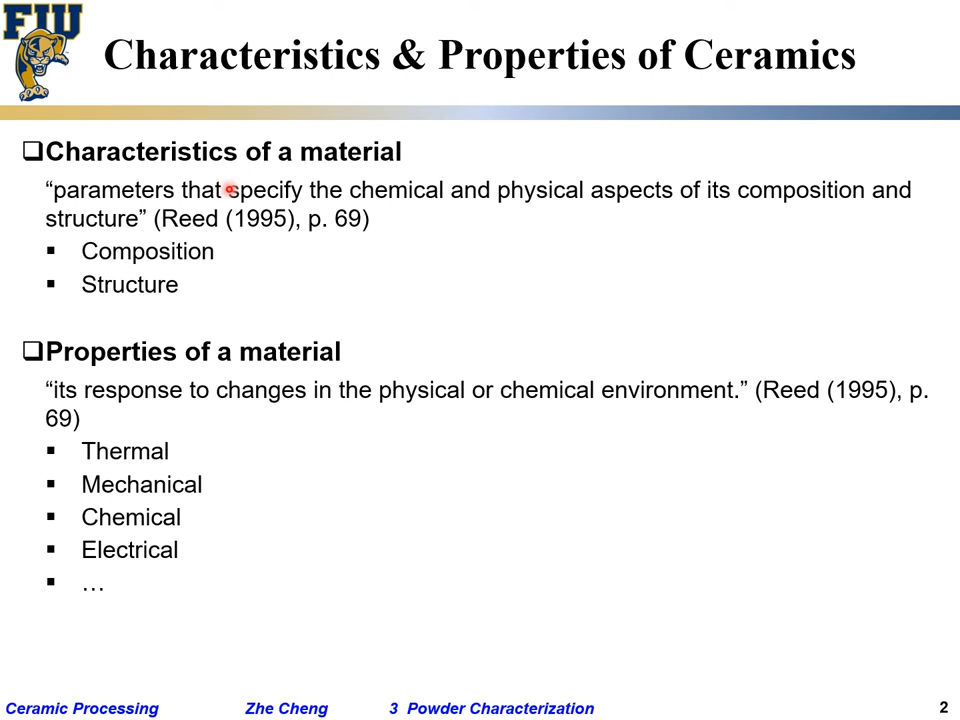 FIU
Characteristics & Properties of Ceramics
❑Characteristics of a material
“parameters that specify the chemical and physical aspects of its composition and
structure” (Reed (1995), p. 69)
▪ Composition
▪ Structure
❑Properties of a material
“its response to changes in the physical or chemical environment.” (Reed (1995), p.
69)
▪ Thermal
▪ Mechanical
▪ Chemical
▪ Electrical
▪ …
Ceramic Processing Zhe Cheng 3 Powder Characterization 2